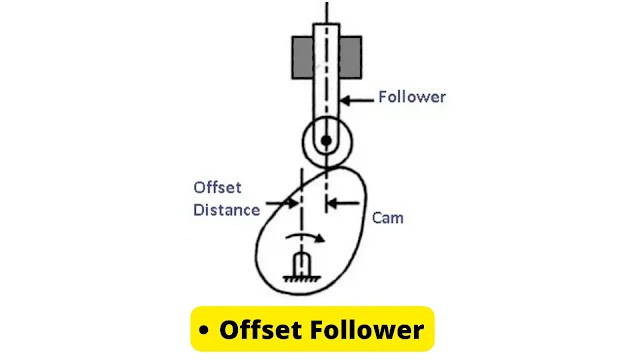 Follower
Offset
Distance
Cam
• Offset Follower